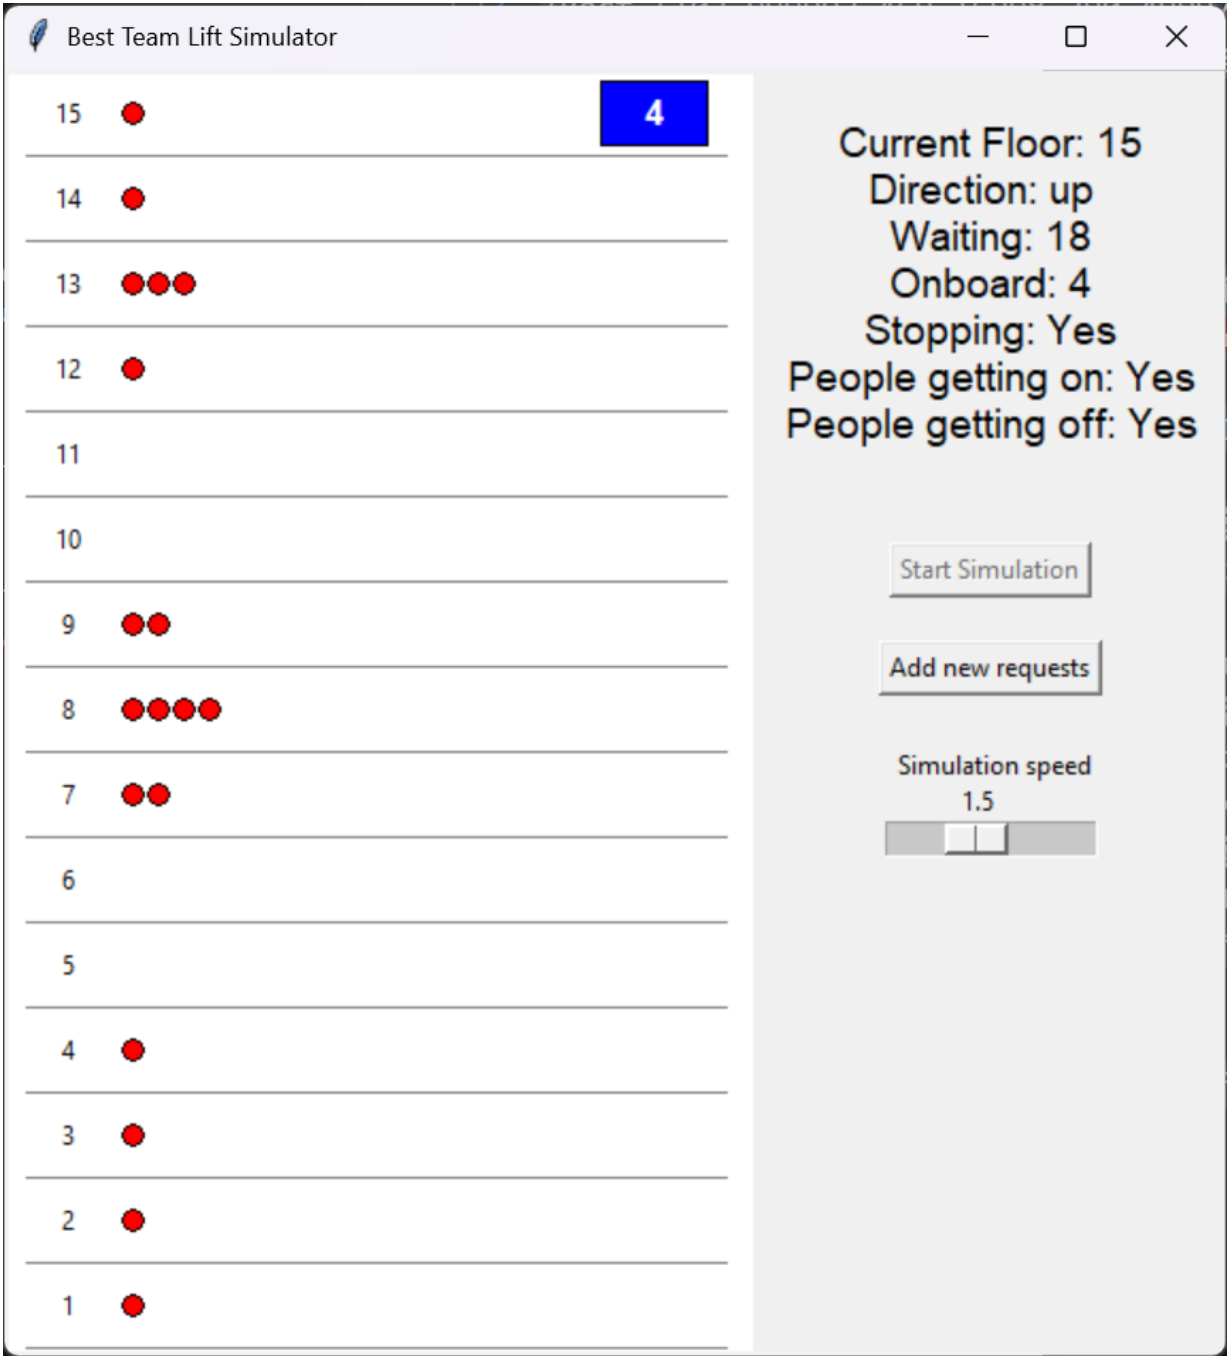 Best Team Lift Simulator
15 4
14
13
12
11
10
9
8
7
6
5
4
3
2
1
Current Floor: 15
Direction: up
Waiting: 18
Onboard: 4
Stopping: Yes
People getting on: Yes
People getting off: Yes
Start Simulation
Add new requests
Simulation speed
1.5